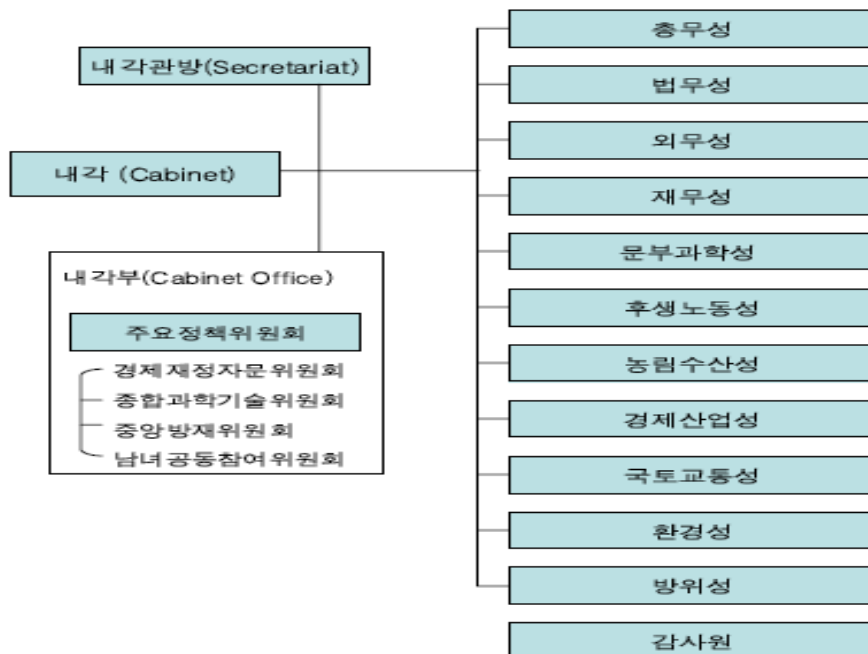 내각관방(Secretariat)
내각 (Cabinet)
내각부(Cabinet Office)
주요정책위원회
경제재정자문위원회
종합과학기술위원회
중앙방재위원회
남녀공동참여위원회
총무성
법무성
외무성
재무성
문부과학성
후생노동성
농림수산성
경제산업성
국토교통성
환경성
방위성
감사원